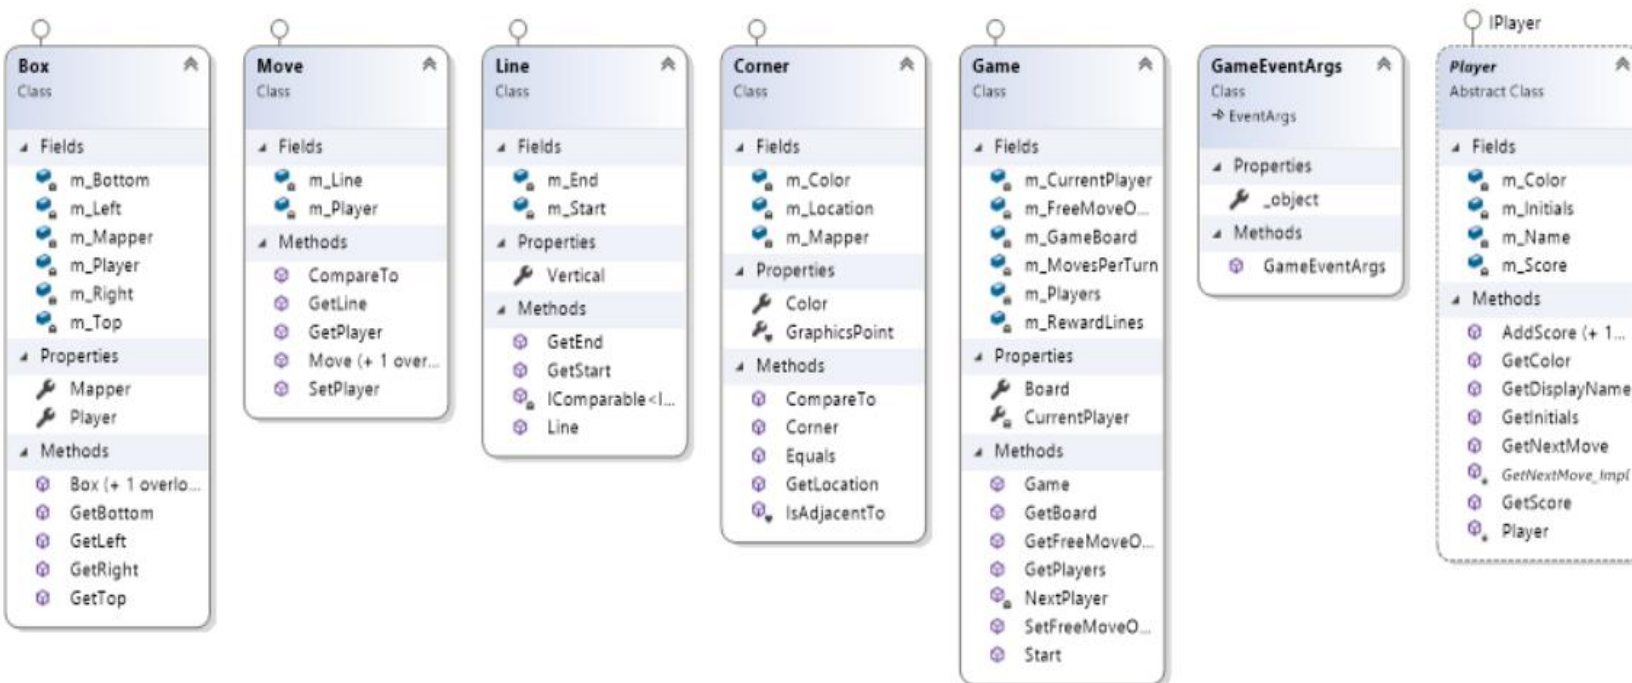 Box
Class
Fields
m_Bottom
m_Left
m_Mapper
m_Player
m_Right
m_Top
Properties
Mapper
Player
Methods
Box (+ 1 overlo...
GetBottom
GetLeft
GetRight
GetTop
Move
Class
Fields
m_Line
m_Player
Methods
CompareTo
GetLine
GetPlayer
Move (+ 1 over...
SetPlayer
Line
Class
Fields
m_End
m_Start
Properties
Vertical
Methods
GetEnd
GetStart
IComparable<I...
Line
Corner
Class
Fields
m_Color
m_Location
m_Mapper
Properties
Color
GraphicsPoint
Methods
CompareTo
Corner
Equals
GetLocation
IsAdjacentTo
Game
Class
Fields
m_CurrentPlayer
m_FreeMoveO...
m_GameBoard
m_MovesPerTurn
m_Players
m_RewardLines
Properties
Board
CurrentPlayer
Methods
Game
GetBoard
GetFreeMoveO...
GetPlayers
NextPlayer
SetFreeMoveO...
Start
GameEventArgs
Class
EventArgs
Properties
_object
Methods
GameEventArgs
IPlayer
Player
Abstract Class
Fields
m_Color
m_Initials
m_Name
m_Score
Methods
AddScore (+ 1...
GetColor
GetDisplayName
GetInitials
GetNextMove
GetNextMove_Impl
GetScore
Player